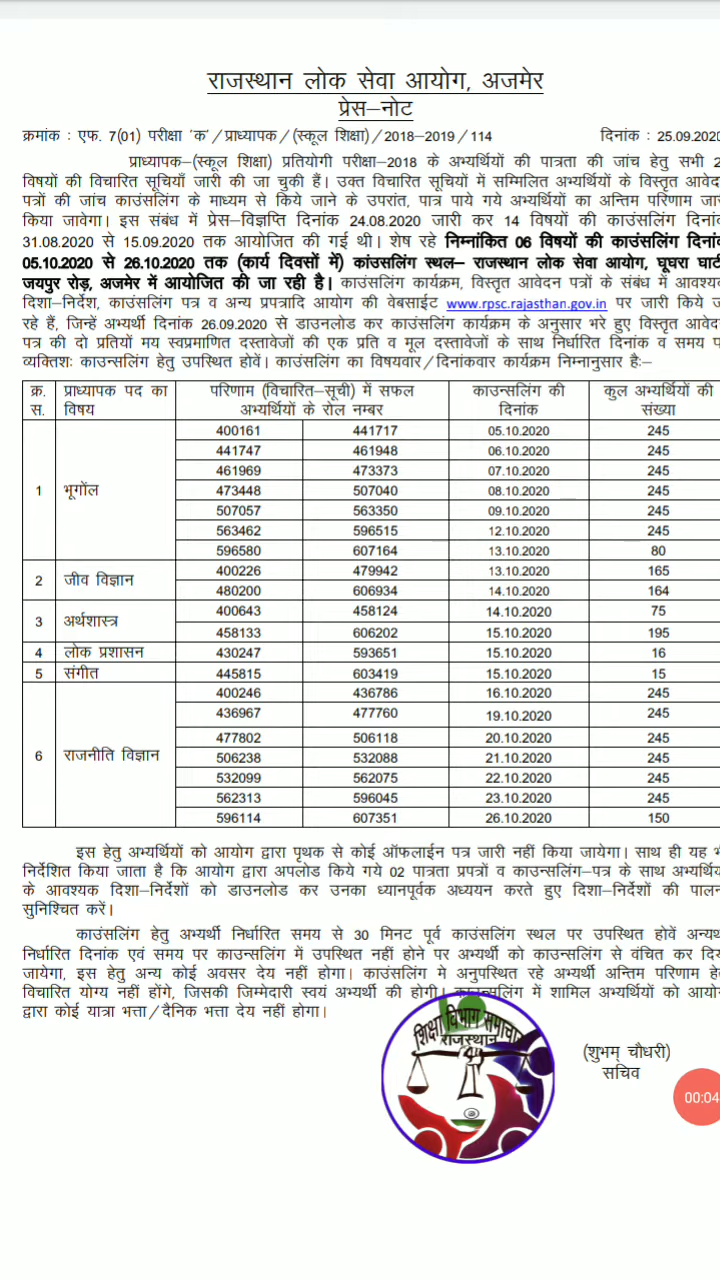 राजस्थान लोक सेवा आयोग, अजमेर
प्रेस–नोट
क्रमांक : एफ. 7(01) परीक्षा 'क'/प्राध्यापक/(स्कूल शिक्षा)/2018–2019/114 दिनांक : 25.09.2020
प्राध्यापक–(स्कूल शिक्षा) प्रतियोगी परीक्षा–2018 के अभ्यर्थियों की पात्रता की जांच हेतु सभी 2
विषयों की विचारित सूचियाँ जारी की जा चुकी हैं। उक्त विचारित सूचियों में सम्मिलित अभ्यर्थियों के विस्तृत आवेद
पत्रों की जांच काउंसलिंग के माध्यम से किये जाने के उपरांत, पात्र पाये गये अभ्यर्थियों का अन्तिम परिणाम जा
किया जावेगा। इस संबंध में प्रेस–विज्ञप्ति दिनांक 24.08.2020 जारी कर 14 विषयों की काउंसलिंग दिनां
31.08.2020 से 15.09.2020 तक आयोजित की गई थी। शेष रहे निम्नांकित 06 विषयों की काउंसलिंग दिनां
05.10.2020 से 26.10.2020 तक (कार्य दिवसों में) कांउसलिंग स्थल– राजस्थान लोक सेवा आयोग, घूघरा घाटी
जयपुर रोड़, अजमेर में आयोजित की जा रही है। काउंसलिंग कार्यक्रम, विस्तृत आवेदन पत्रों के संबंध में आवश्य
दिशा–निर्देश, काउंसलिंग पत्र व अन्य प्रपत्रादि आयोग की वेबसाईट www.rpsc.rajasthan.gov.in पर जारी किये ज
रहे हैं, जिन्हें अभ्यर्थी दिनांक 26.09.2020 से डाउनलोड कर काउंसलिंग कार्यक्रम के अनुसार भरे हुए विस्तृत आवेद
पत्र की दो प्रतियों मय स्वप्रमाणित दस्तावेजों की एक प्रति व मूल दस्तावेजों के साथ निर्धारित दिनांक व समय प
व्यक्तिशः काउन्सलिंग हेतु उपस्थित होवें। काउंसलिंग का विषयवार/दिनांकवार कार्यक्रम निम्नानुसार हैः–
क्र. स. प्राध्यापक पद का विषय परिणाम (विचारित–सूची) में सफल अभ्यर्थियों के रोल नम्बर काउन्सलिंग की दिनांक कुल अभ्यर्थियों की संख्या
1 भूगोंल 400161 441717 05.10.2020 245
441747 461948 06.10.2020 245
461969 473373 07.10.2020 245
473448 507040 08.10.2020 245
507057 563350 09.10.2020 245
563462 596515 12.10.2020 245
596580 607164 13.10.2020 80
2 जीव विज्ञान 400226 479942 13.10.2020 165
480200 606934 14.10.2020 164
3 अर्थशास्त्र 400643 458124 14.10.2020 75
458133 606202 15.10.2020 195
4 लोक प्रशासन 430247 593651 15.10.2020 16
5 संगीत 445815 603419 15.10.2020 15
6 राजनीति विज्ञान 400246 436786 16.10.2020 245
436967 477760 19.10.2020 245
477802 506118 20.10.2020 245
506238 532088 21.10.2020 245
532099 562075 22.10.2020 245
562313 596045 23.10.2020 245
596114 607351 26.10.2020 150
इस हेतु अभ्यर्थियों को आयोग द्वारा पृथक से कोई ऑफलाईन पत्र जारी नहीं किया जायेगा। साथ ही यह भ
निर्देशित किया जाता है कि आयोग द्वारा अपलोड किये गये 02 पात्रता प्रपत्रों व काउन्सलिंग–पत्र के साथ अभ्यर्थिय
के आवश्यक दिशा–निर्देशों को डाउनलोड कर उनका ध्यानपूर्वक अध्ययन करते हुए दिशा–निर्देशों की पालन
सुनिश्चित करें।
काउंसलिंग हेतु अभ्यर्थी निर्धारित समय से 30 मिनट पूर्व काउंसलिंग स्थल पर उपस्थित होवें अन्यथ
निर्धारित दिनांक एवं समय पर काउन्सलिंग में उपस्थित नहीं होने पर अभ्यर्थी को काउन्सलिंग से वंचित कर दिय
जायेगा, इस हेतु अन्य कोई अवसर देय नहीं होगा। काउंसलिंग मे अनुपस्थित रहे अभ्यर्थी अन्तिम परिणाम हे
विचारित योग्य नहीं होंगे, जिसकी जिम्मेदारी स्वयं अभ्यर्थी की होगी। काउन्सलिंग में शामिल अभ्यर्थियों को आयो
द्वारा कोई यात्रा भत्ता/दैनिक भत्ता देय नहीं होगा।
शिक्षा विभाग समाचार
राजस्थान
(शुभम् चौधरी)
सचिव
00:04